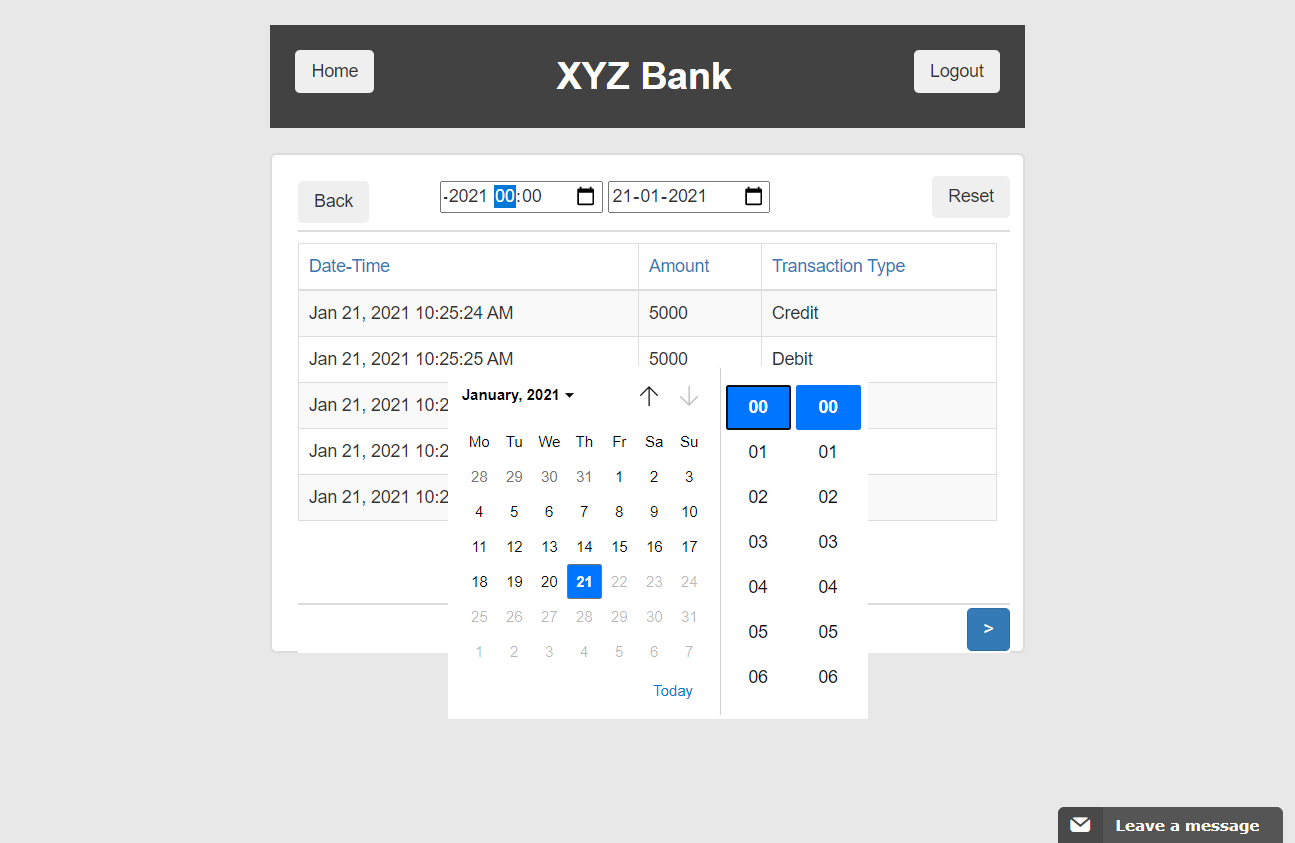 Home XYZ Bank Logout
Back -2021 00:00 21-01-2021 Reset
Date-Time Amount Transaction Type
Jan 21, 2021 10:25:24 AM 5000 Credit
Jan 21, 2021 10:25:25 AM 5000 Debit
Jan 21, 2021 10:2
Jan 21, 2021 10:2
Jan 21, 2021 10:2
January, 2021
Mo Tu We Th Fr Sa Su
28 29 30 31 1 2 3
4 5 6 7 8 9 10
11 12 13 14 15 16 17
18 19 20 21 22 23 24
25 26 27 28 29 30 31
1 2 3 4 5 6 7
Today
00 00
01 01
02 02
03 03
04 04
05 05
06 06
>
Leave a message